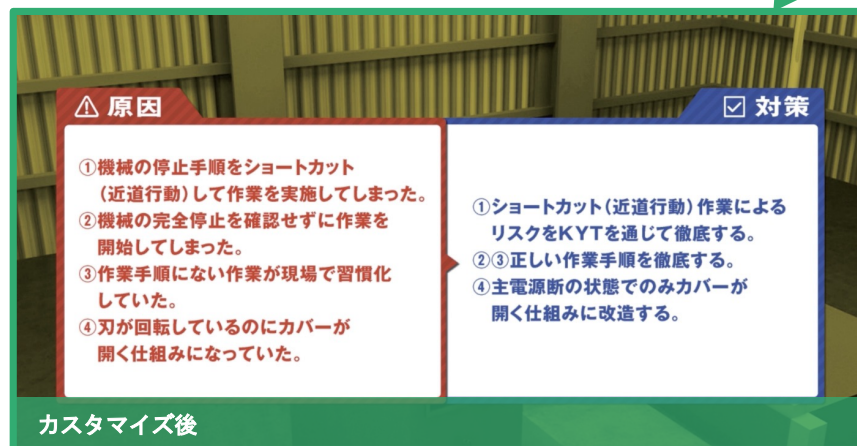 原因
①機械の停止手順をショートカット
(近道行動)して作業を実施してしまった。
②機械の完全停止を確認せずに作業を
開始してしまった。
③作業手順にない作業が現場で習慣化
していた。
④刃が回転しているのにカバーが
開く仕組みになっていた。
対策
①ショートカット(近道行動)作業による
リスクをKYTを通じて徹底する。
②③正しい作業手順を徹底する。
④主電源断の状態でのみカバーが
開く仕組みに改造する。
カスタマイズ後